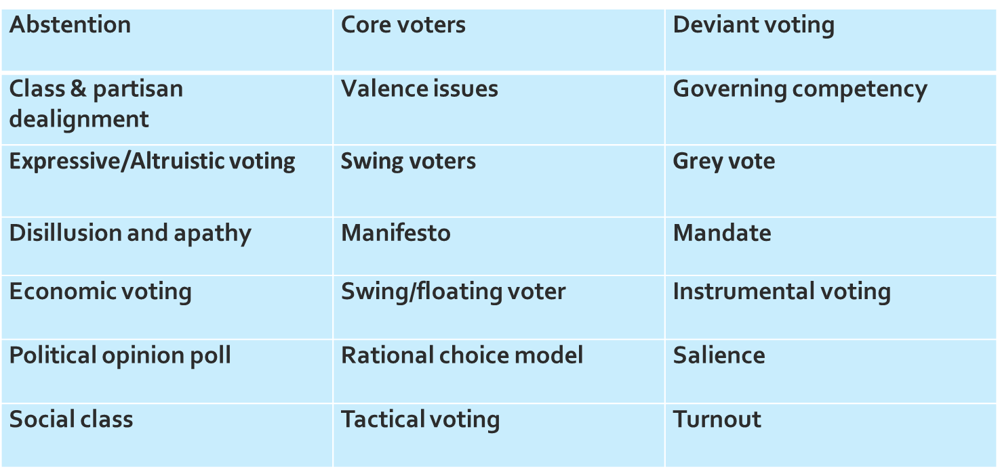 Abstention
Core voters
Deviant voting
Class & partisan
dealignment
Valence issues
Governing competency
Expressive/Altruistic voting
Swing voters
Grey vote
Disillusion and apathy
Manifesto
Mandate
Economic voting
Swing/floating voter
Instrumental voting
Political opinion poll
Rational choice model
Salience
Social class
Tactical voting
Turnout